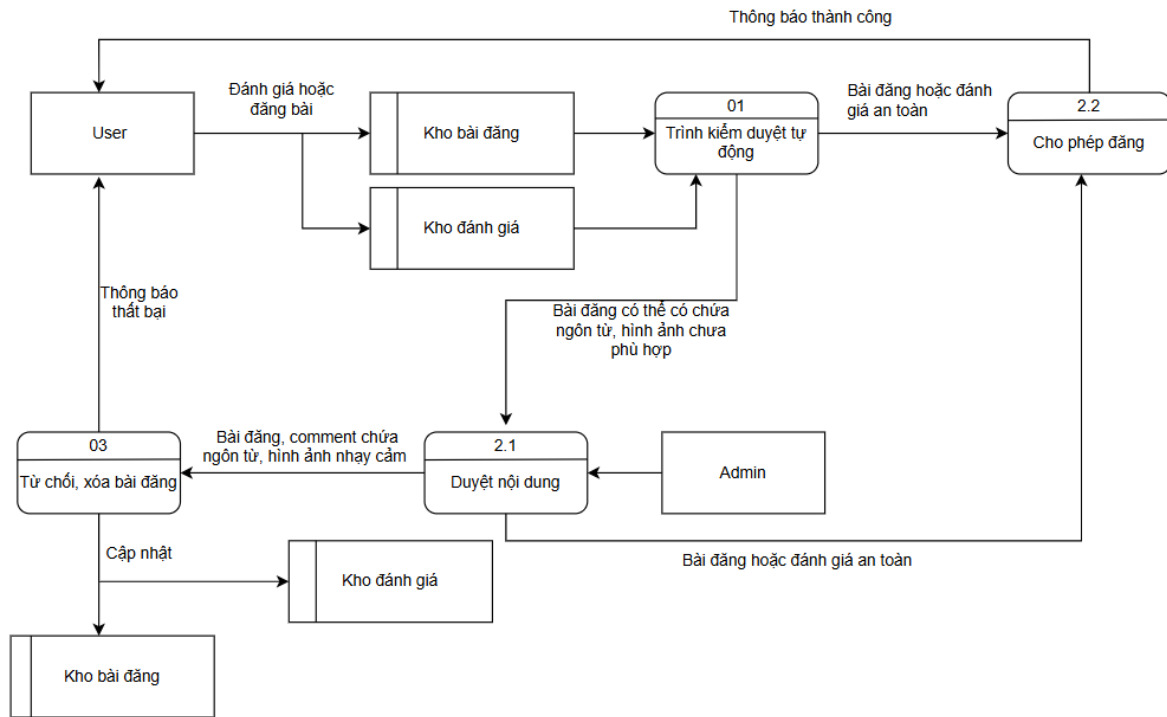 Thông báo thành công
Đánh giá hoặc
đăng bài
User
Kho bài đăng
01
Trình kiểm duyệt tự
động
Bài đăng hoặc đánh
giá an toàn
2.2
Cho phép đăng
Kho đánh giá
Thông báo
thất bại
Bài đăng có thể có chứa
ngôn từ, hình ảnh chưa
phù hợp
03
Từ chối, xóa bài đăng
Bài đăng, comment chứa
ngôn từ, hình ảnh nhạy cảm
2.1
Duyệt nội dung
Admin
Cập nhật
Kho đánh giá
Bài đăng hoặc đánh giá an toàn
Kho bài đăng